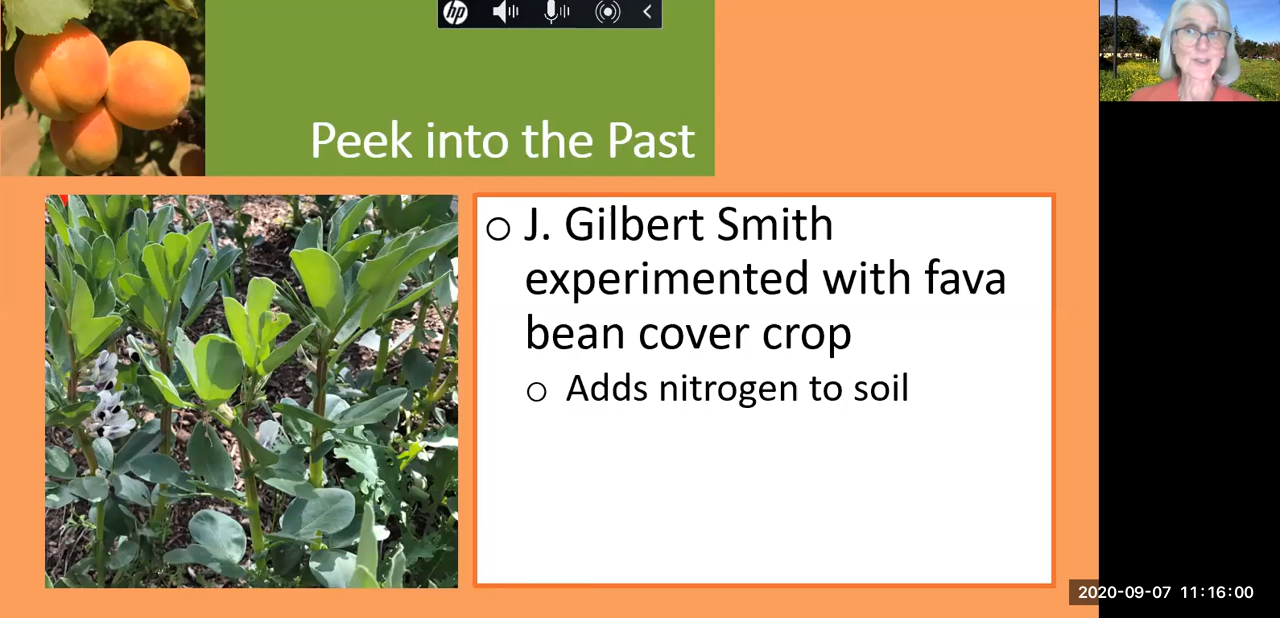 hp
Peek into the Past
J. Gilbert Smith
experimented with fava
bean cover crop
Adds nitrogen to soil
2020-09-07 11:16:00